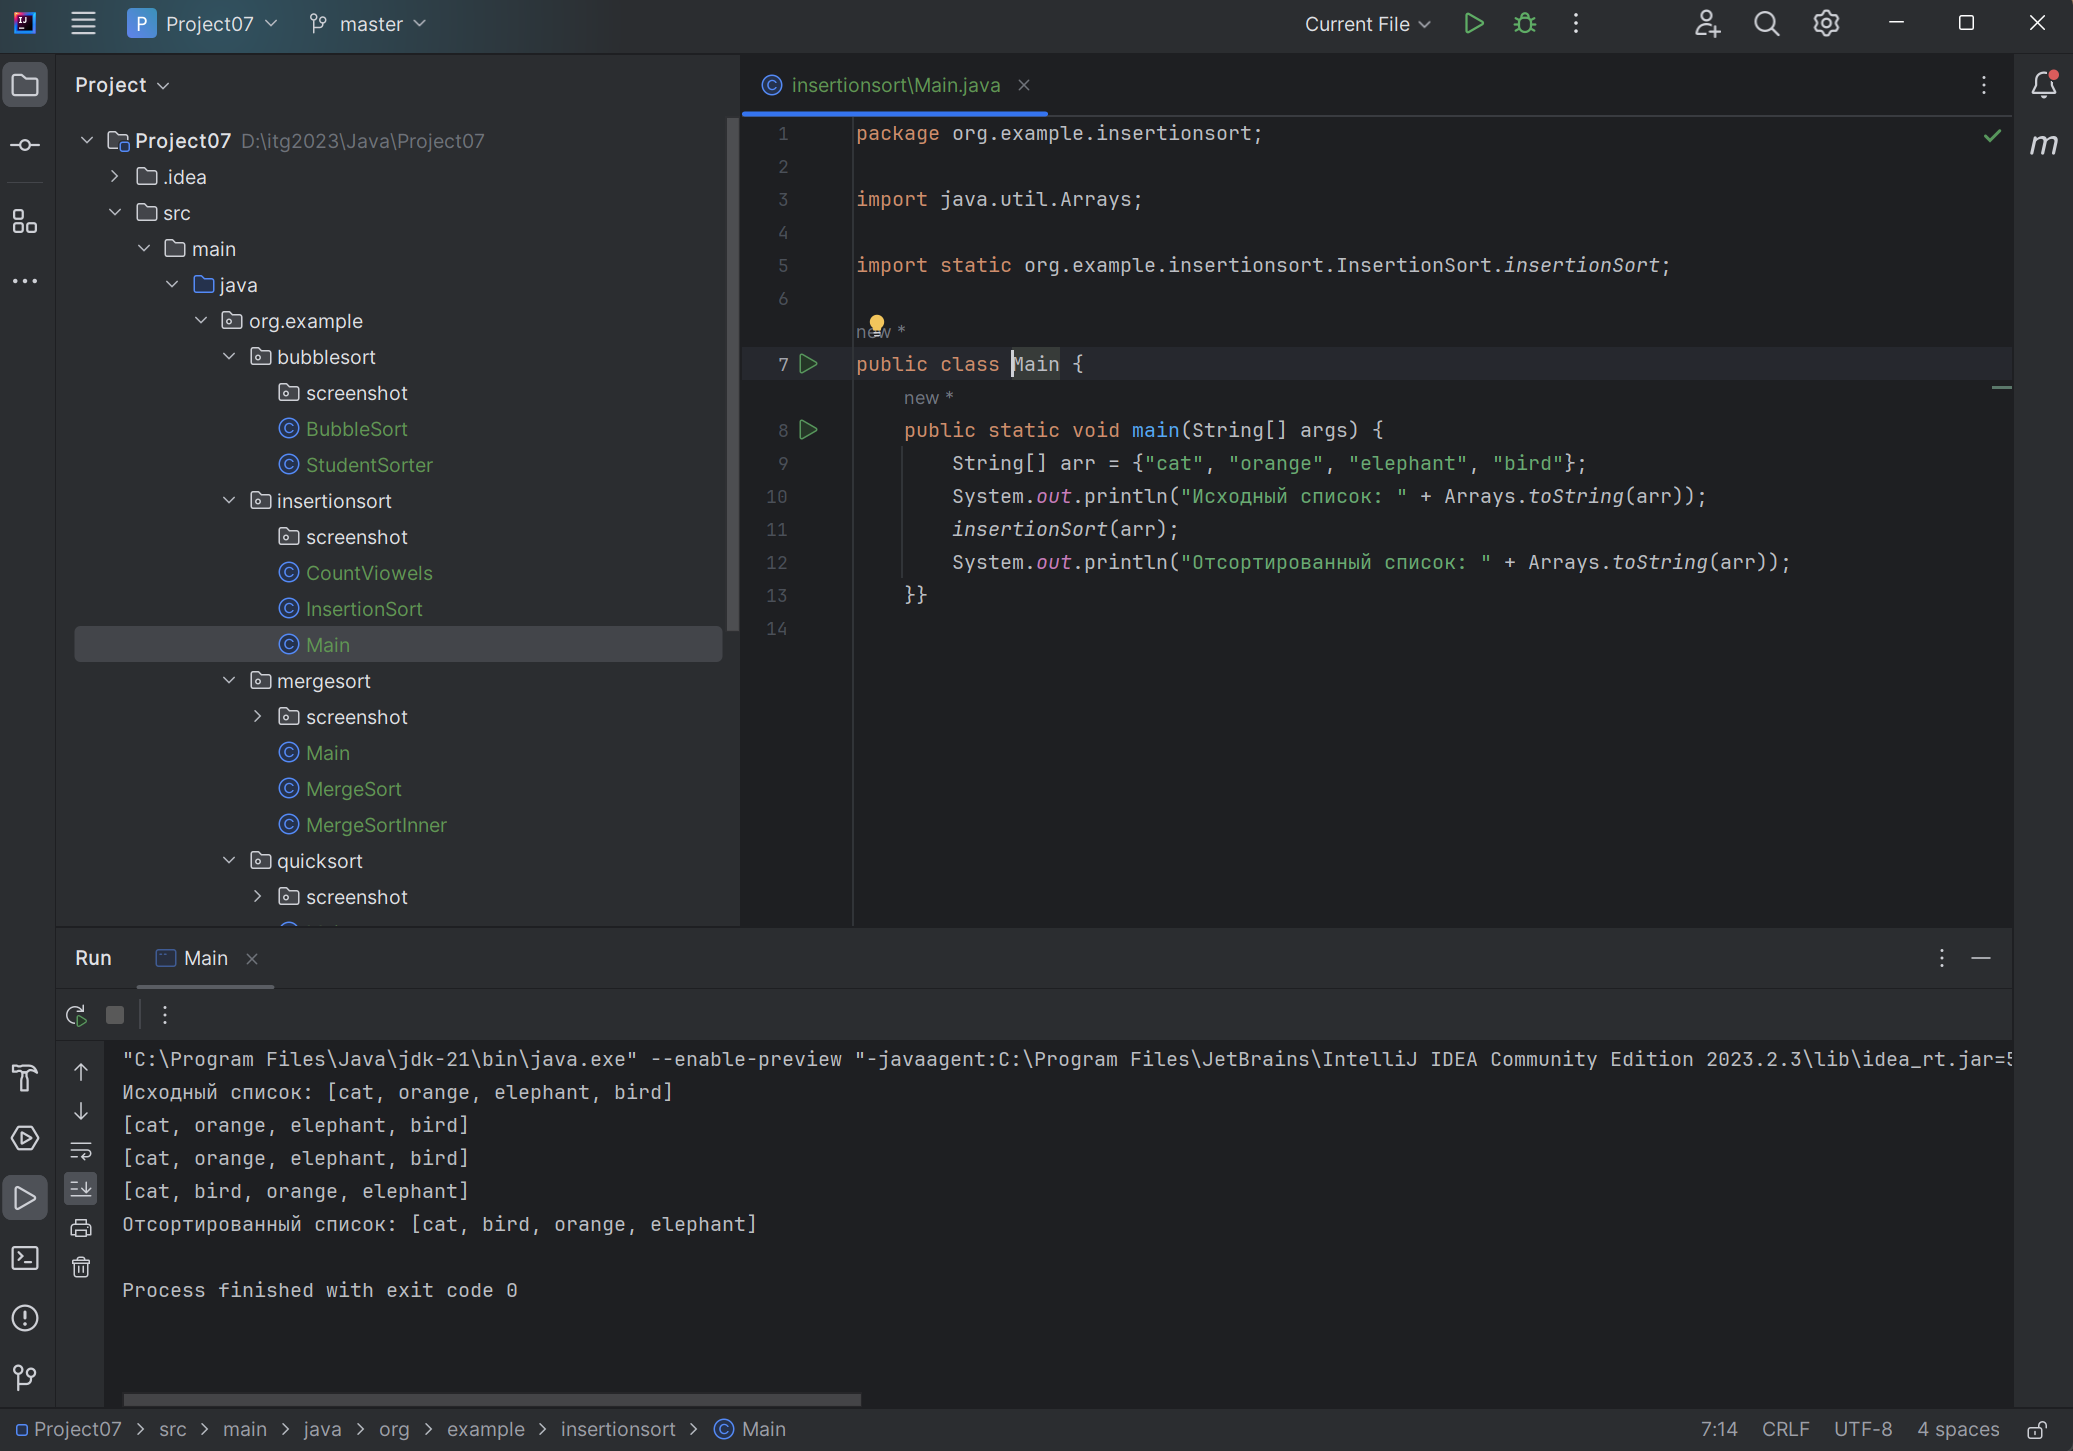 P Project07 master Current File
Project
insertionsort\Main.java
Project07 D:\itg2023\Java\Project07
.idea
src
main
java
org.example
bubblesort
screenshot
BubbleSort
StudentSorter
insertionsort
screenshot
CountViowels
InsertionSort
Main
mergesort
screenshot
Main
MergeSort
MergeSortInner
quicksort
screenshot
1 package org.example.insertionsort;
2
3 import java.util.Arrays;
4
5 import static org.example.insertionsort.InsertionSort.insertionSort;
6
new *
7 public class Main {
new *
8 public static void main(String[] args) {
9 String[] arr = {"cat", "orange", "elephant", "bird"};
10 System.out.println("Исходный список: " + Arrays.toString(arr));
11 insertionSort(arr);
12 System.out.println("Отсортированный список: " + Arrays.toString(arr));
13 }}
14
m
Run Main
"C:\Program Files\Java\jdk-21\bin\java.exe" --enable-preview "-javaagent:C:\Program Files\JetBrains\IntelliJ IDEA Community Edition 2023.2.3\lib\idea_rt.jar=5
Исходный список: [cat, orange, elephant, bird]
[cat, orange, elephant, bird]
[cat, orange, elephant, bird]
[cat, bird, orange, elephant]
Отсортированный список: [cat, bird, orange, elephant]
Process finished with exit code 0
Project07 > src > main > java > org > example > insertionsort > Main 7:14 CRLF UTF-8 4 spaces